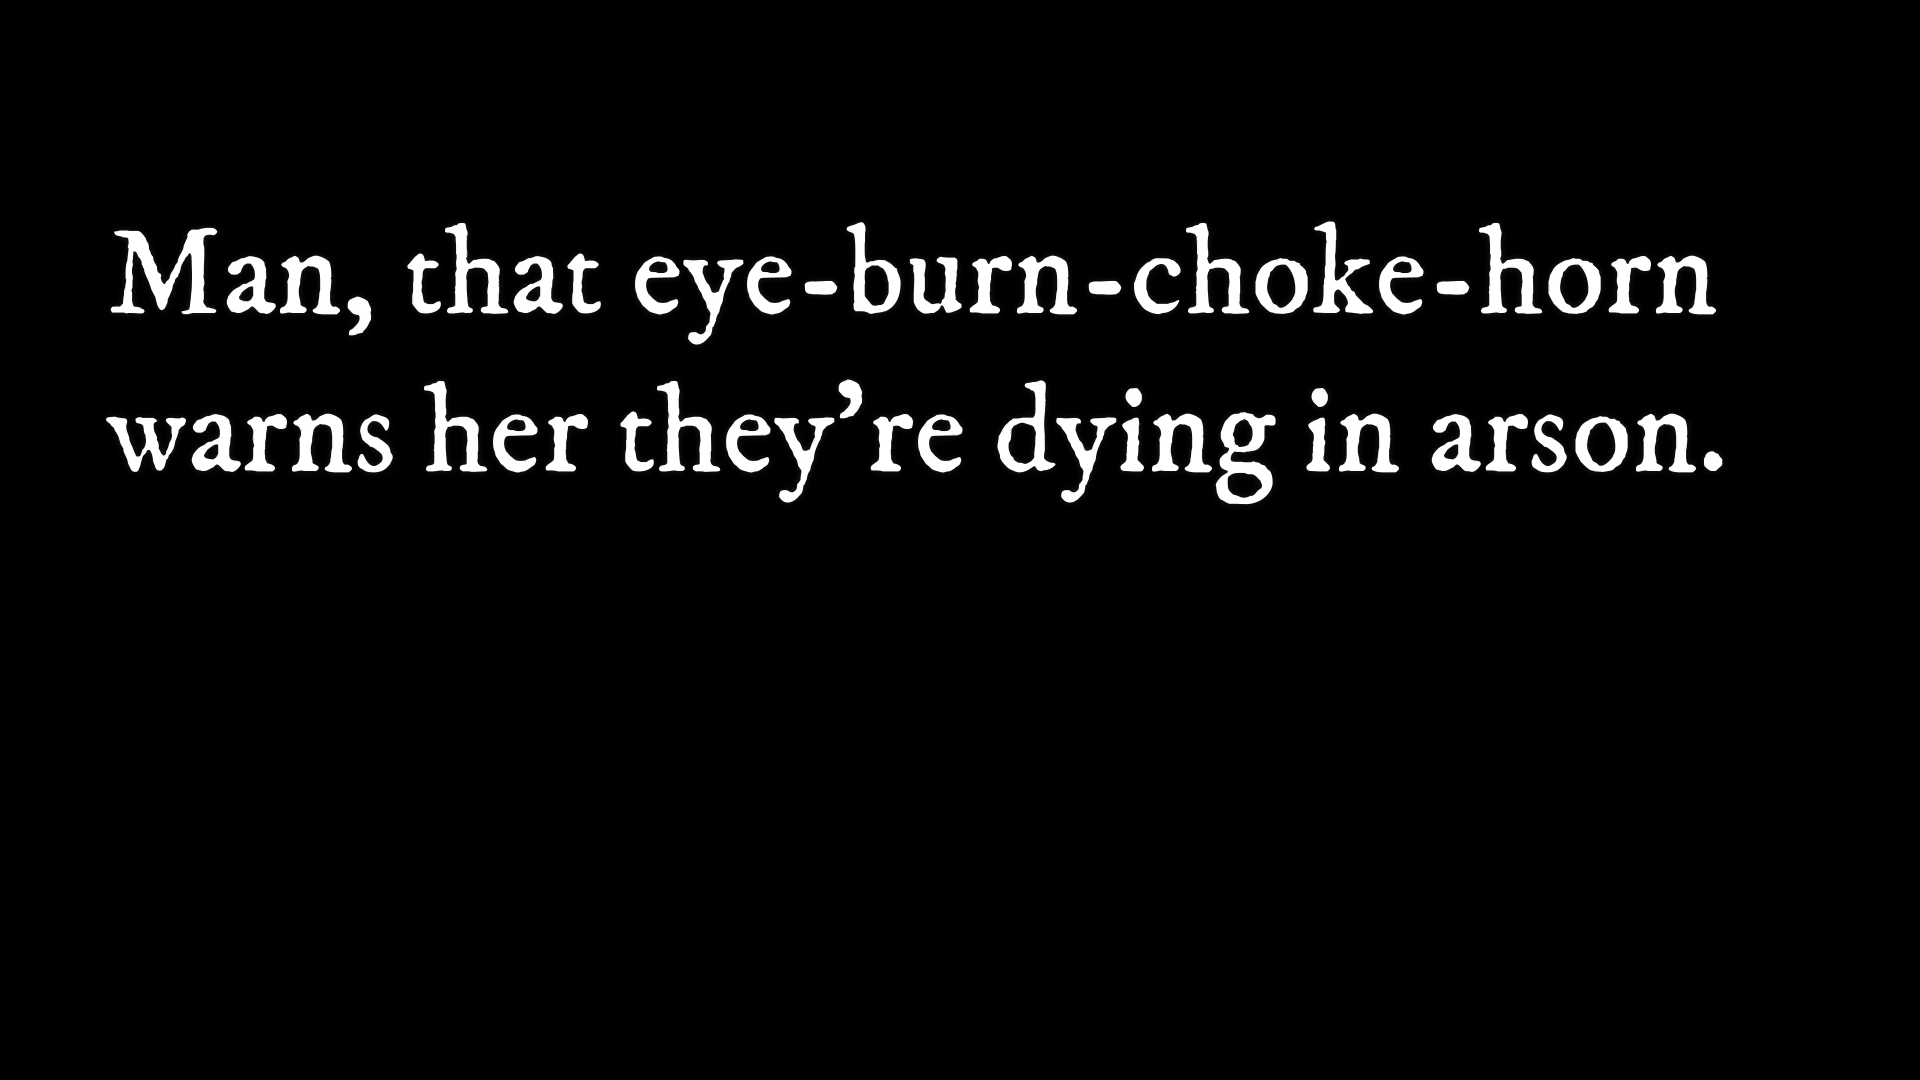 Man, that eye-burn-choke-horn
warns her they’re dying in arson.